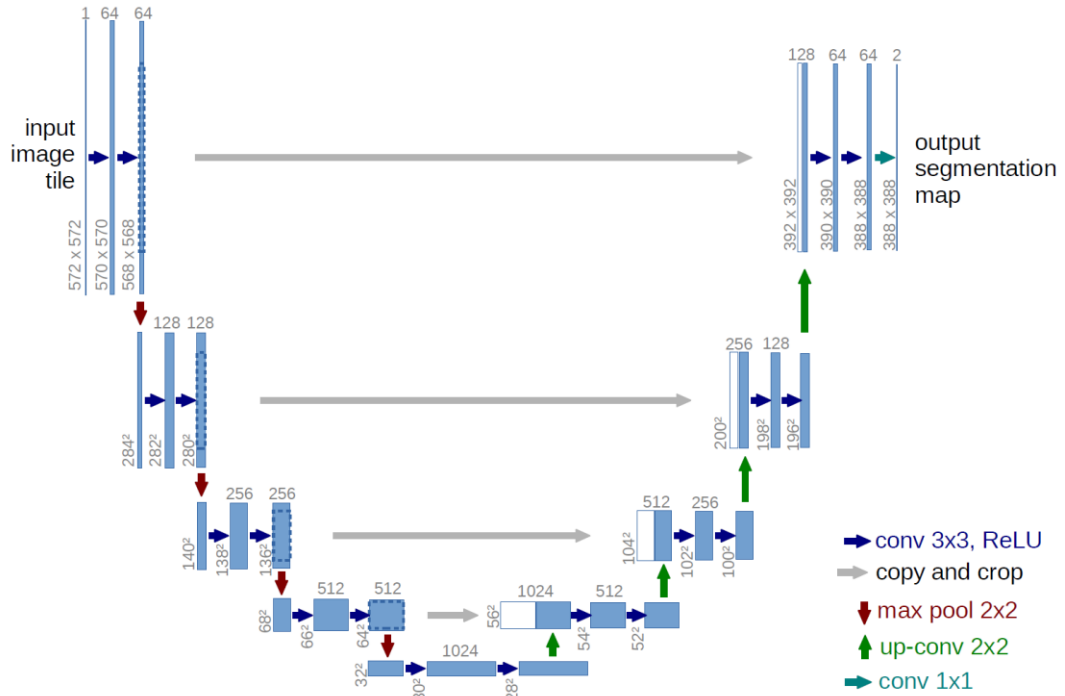 1 64 64
input
image
tile
572 x 572
570 x 570
568 x 568
128 64 64 2
output
segmentation
map
392 x 392
390 x 390
388 x 388
388 x 388
128 128
284²
282²
280²
256 128
200²
198²
196²
256 256
140²
138²
136²
512 256
104²
102²
100²
512 512
68²
66²
64²
1024 512
56²
54²
52²
1024
32²
30²
28²
conv 3x3, ReLU
copy and crop
max pool 2x2
up-conv 2x2
conv 1x1